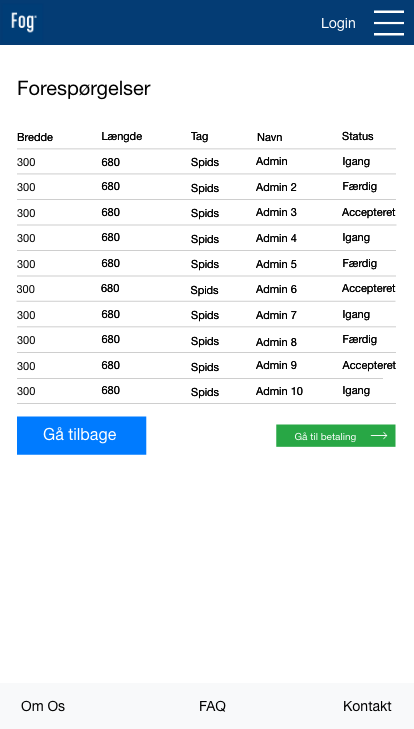 Fog
Login
Forespørgelser
Bredde Længde Tag Navn Status
300 680 Spids Admin Igang
300 680 Spids Admin 2 Færdig
300 680 Spids Admin 3 Accepteret
300 680 Spids Admin 4 Igang
300 680 Spids Admin 5 Færdig
300 680 Spids Admin 6 Accepteret
300 680 Spids Admin 7 Igang
300 680 Spids Admin 8 Færdig
300 680 Spids Admin 9 Accepteret
300 680 Spids Admin 10 Igang
Gå tilbage Gå til betaling
Om Os FAQ Kontakt